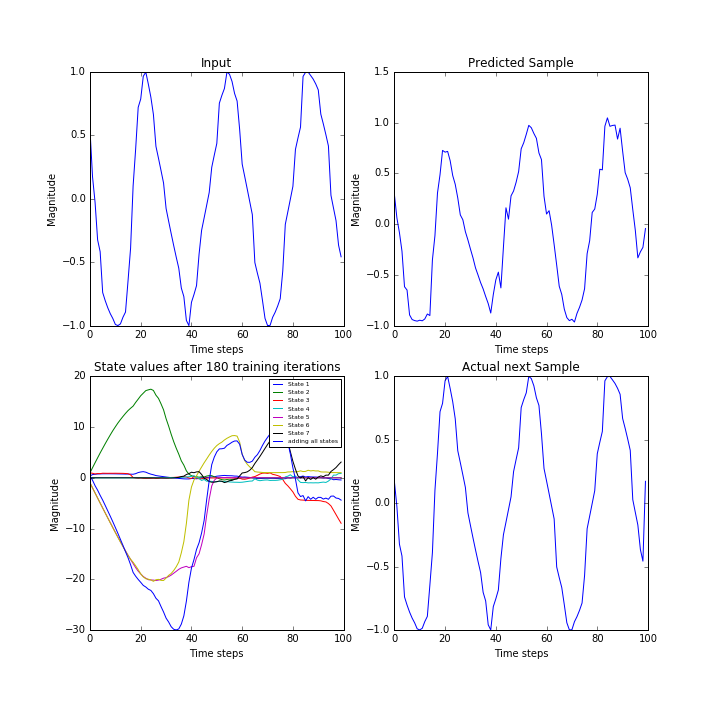 Input
Magnitude
1.0
0.5
0.0
−0.5
−1.0
0 20 40 60 80 100
Time steps
Predicted Sample
Magnitude
1.5
1.0
0.5
0.0
−0.5
−1.0
0 20 40 60 80 100
Time steps
State values after 180 training iterations
Magnitude
20
10
0
−10
−20
−30
0 20 40 60 80 100
Time steps
State 1
State 2
State 3
State 4
State 5
State 6
State 7
adding all states
Actual next Sample
Magnitude
1.0
0.5
0.0
−0.5
−1.0
0 20 40 60 80 100
Time steps